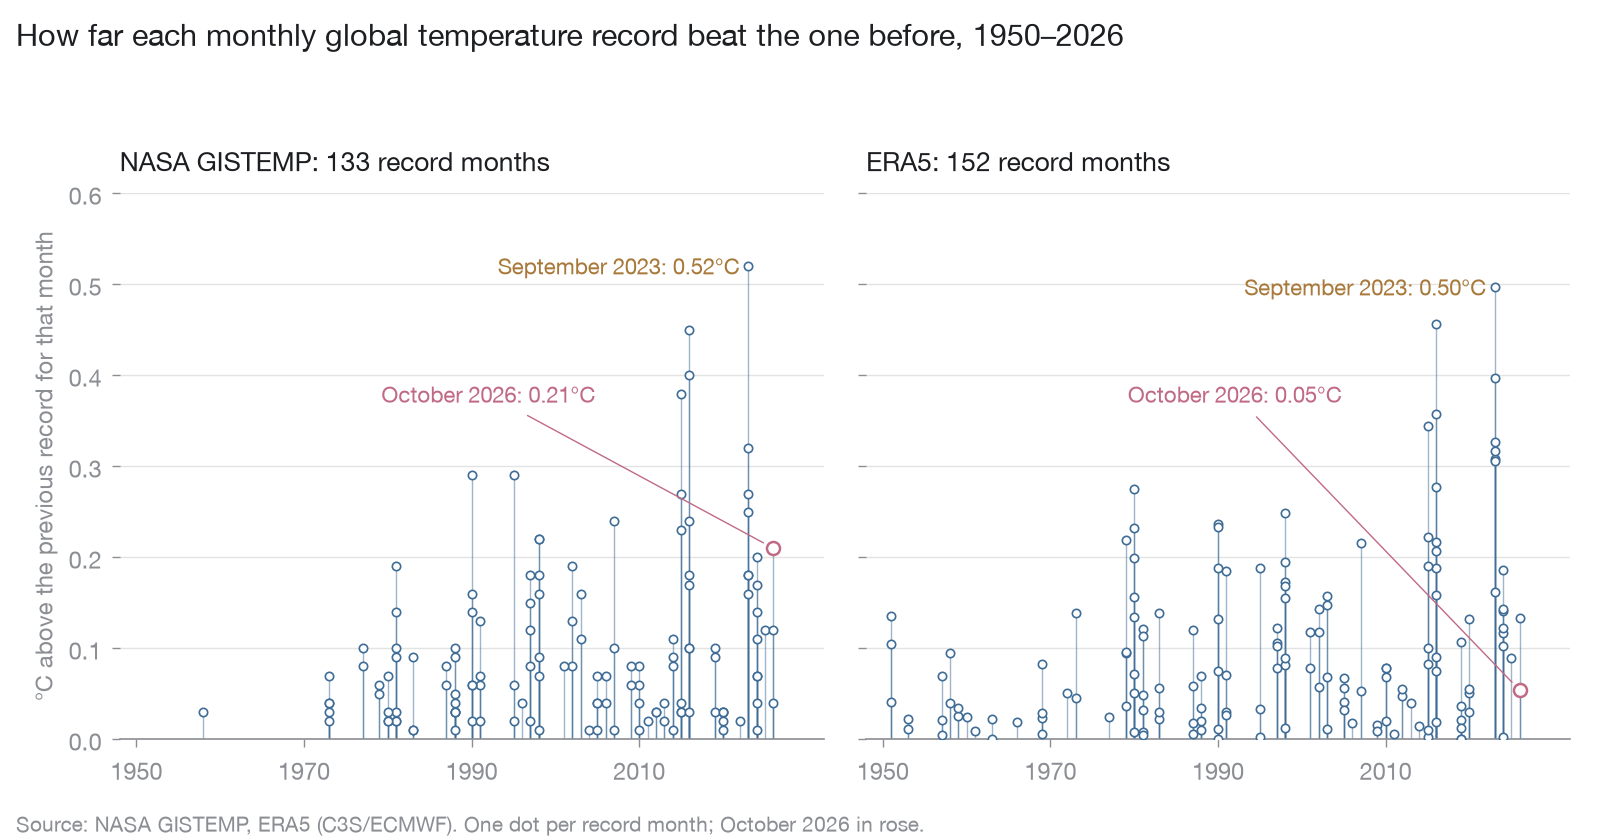 How far each monthly global temperature record beat the one before, 1950–2026
NASA GISTEMP: 133 record months
ERA5: 152 record months
°C above the previous record for that month
0.6
0.5
0.4
0.3
0.2
0.1
0.0
September 2023: 0.52°C
October 2026: 0.21°C
September 2023: 0.50°C
October 2026: 0.05°C
1950
1970
1990
2010
1950
1970
1990
2010
Source: NASA GISTEMP, ERA5 (C3S/ECMWF). One dot per record month; October 2026 in rose.